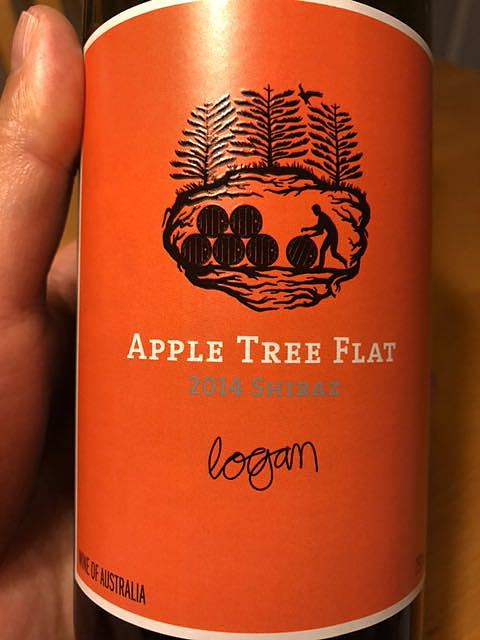 APPLE TREE FLAT
2014 SHIRAZ
logan
WINE OF AUSTRALIA